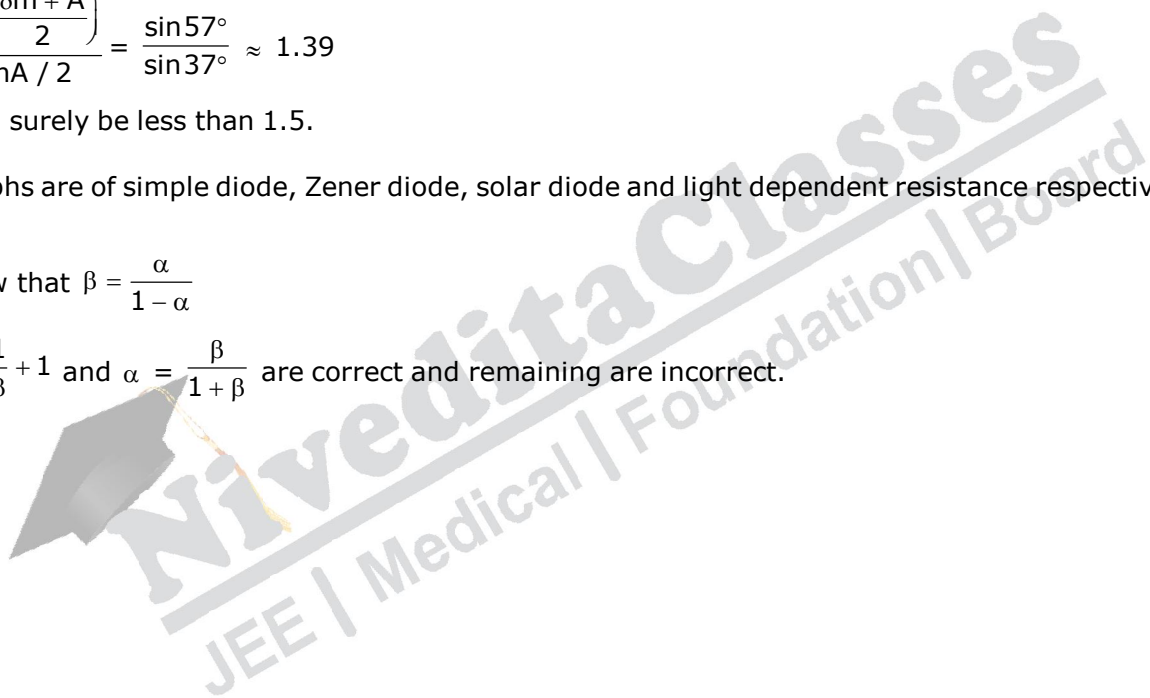 δm + A
2
A / 2
= sin57° / sin37° ≈ 1.39
surely be less than 1.5.
are of simple diode, Zener diode, solar diode and light dependent resistance
that β = α / 1 – α
+ 1 and α = β / 1 + β are correct and remaining are incorrect.
NiveditaClasses
JEE | Medical | Foundation | Board